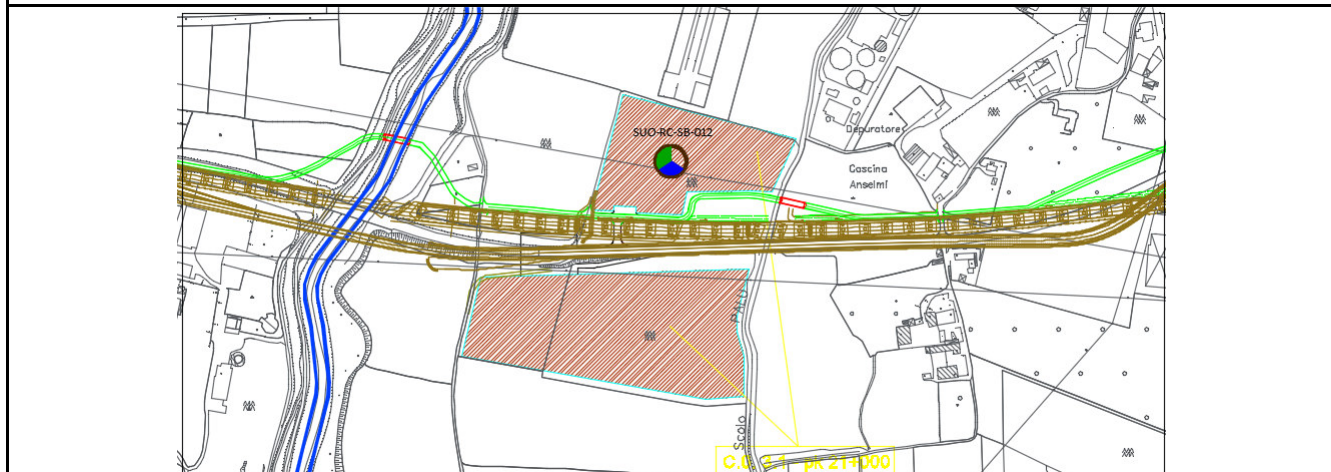 SUO-RC-SB-012
Depuratore
Cascina
Anselmi
Scolo
pk 21+000